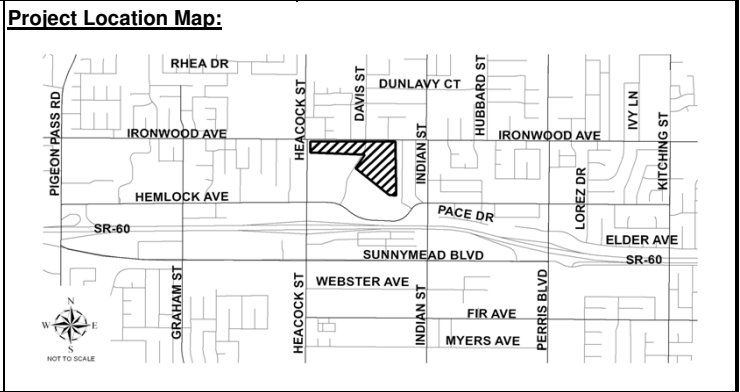 Project Location Map:
RHEA DR
DAVIS ST
DUNLAVY CT
HUBBARD ST
IVY LN
PIGEON PASS RD
HEACOCK ST
KITCHING ST
IRONWOOD AVE
INDIAN ST
IRONWOOD AVE
HEMLOCK AVE
LOREZ DR
PACE DR
SR-60
ELDER AVE
SUNNYMEAD BLVD
SR-60
GRAHAM ST
HEACOCK ST
WEBSTER AVE
INDIAN ST
PERRIS BLVD
FIR AVE
MYERS AVE
N
W E
S
NOT TO SCALE